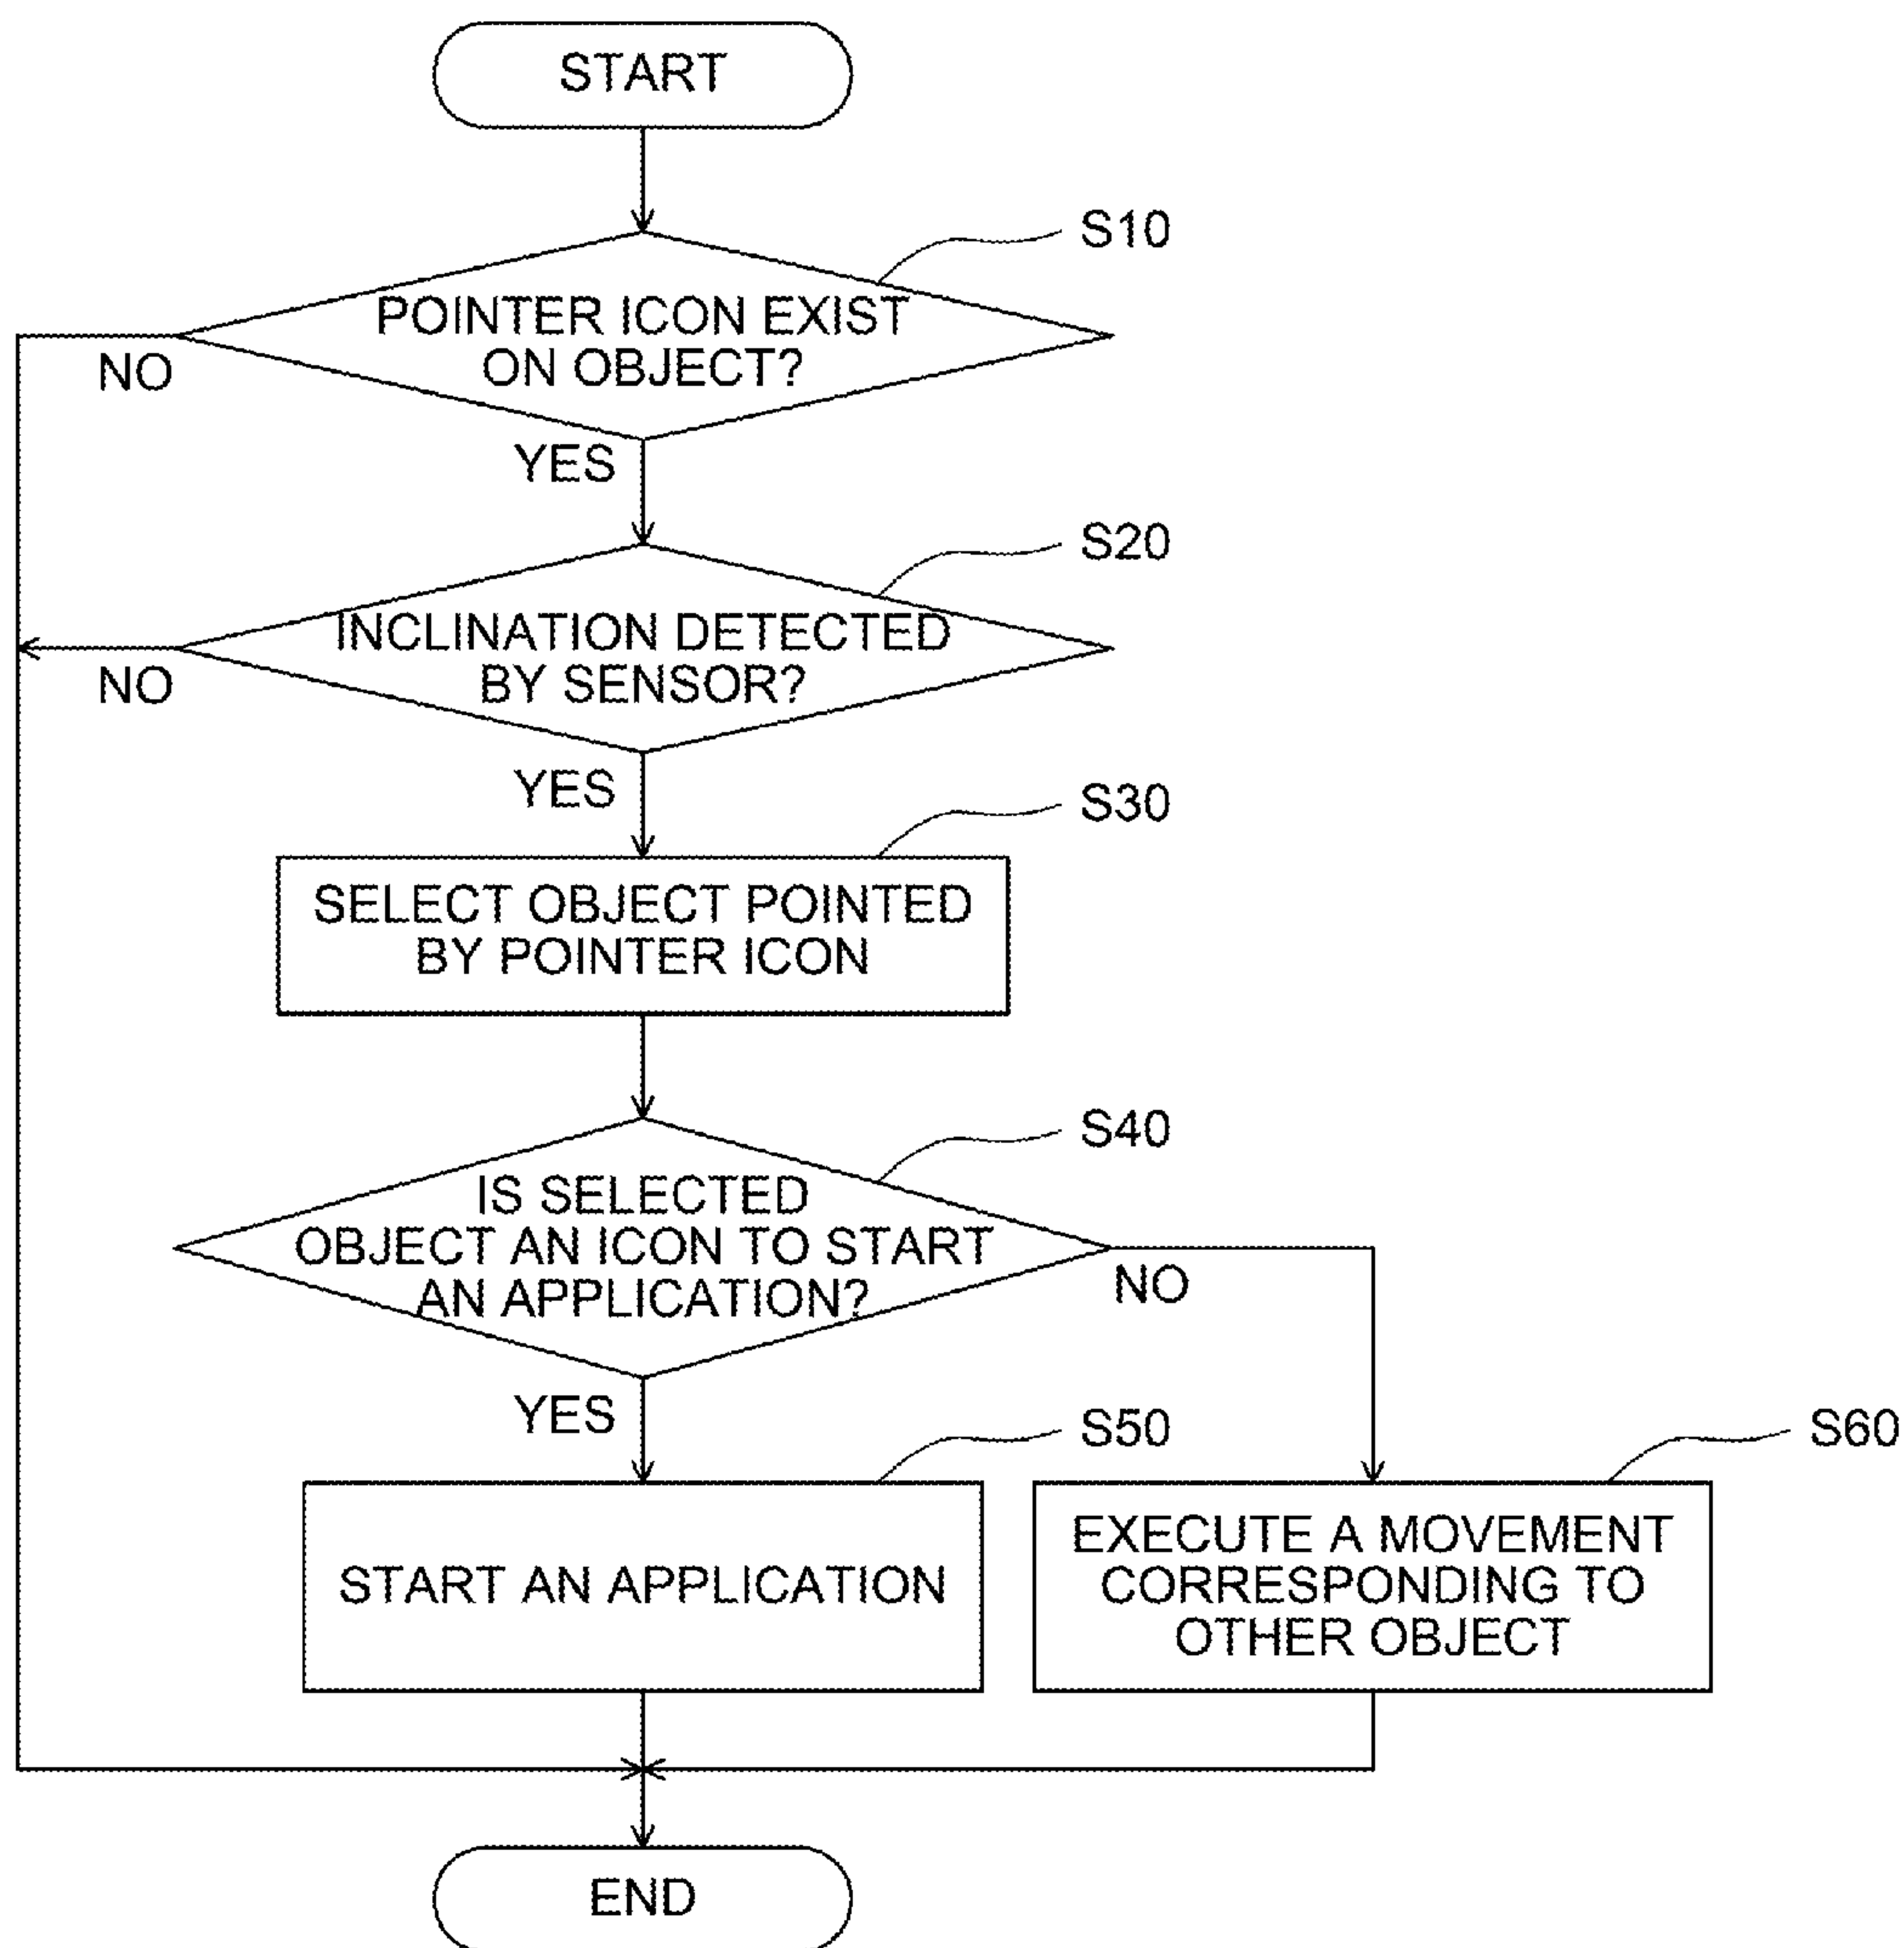 START
S10
POINTER ICON EXIST
ON OBJECT?
NO
YES
S20
INCLINATION DETECTED
BY SENSOR?
NO
YES
S30
SELECT OBJECT POINTED
BY POINTER ICON
S40
IS SELECTED
OBJECT AN ICON TO START
AN APPLICATION?
NO
YES
S50
S60
START AN APPLICATION
EXECUTE A MOVEMENT
CORRESPONDING TO
OTHER OBJECT
END